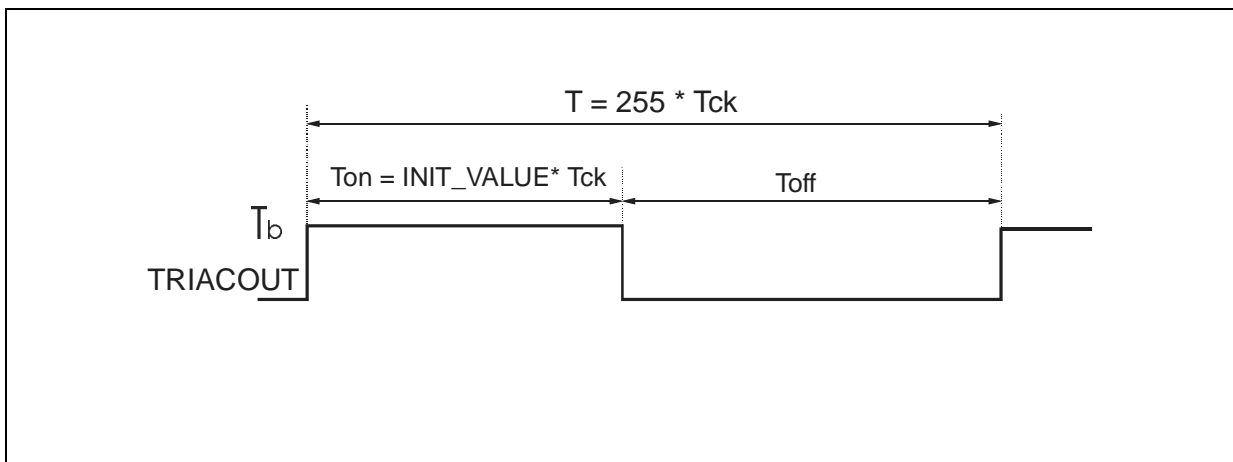 T = 255 * Tck
Ton = INIT_VALUE* Tck
Toff
Tb
TRIACOUT